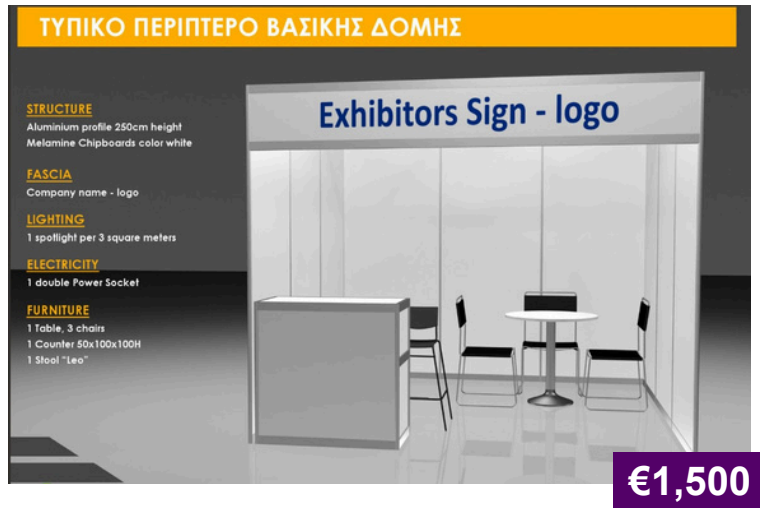 ΤΥΠΙΚΟ ΠΕΡΙΠΤΕΡΟ ΒΑΣΙΚΗΣ ΔΟΜΗΣ
STRUCTURE
Aluminium profile 250cm height
Melamine Chipboards color white
FASCIA
Company name - logo
LIGHTING
1 spotlight per 3 square meters
ELECTRICITY
1 double Power Socket
FURNITURE
1 Table, 3 chairs
1 Counter 50x100x100H
1 Stool "Leo"
Exhibitors Sign - logo
€1,500